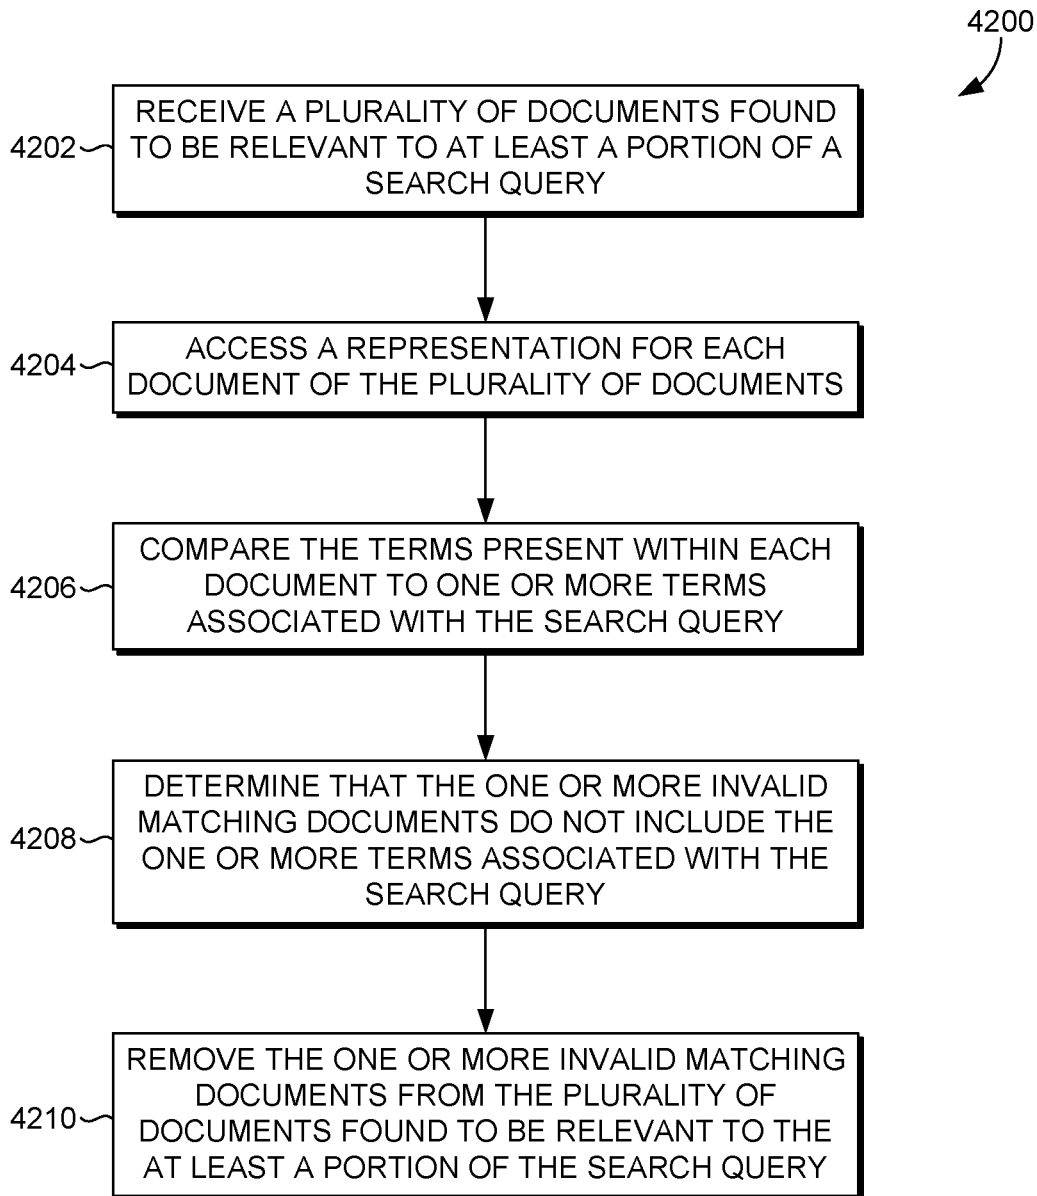 4200
RECEIVE A PLURALITY OF DOCUMENTS FOUND
4202
TO BE RELEVANT TO AT LEAST A PORTION OF A
SEARCH QUERY
ACCESS A REPRESENTATION FOR EACH
4204
DOCUMENT OF THE PLURALITY OF DOCUMENTS
COMPARE THE TERMS PRESENT WITHIN EACH
4206
DOCUMENT TO ONE OR MORE TERMS
ASSOCIATED WITH THE SEARCH QUERY
DETERMINE THAT THE ONE OR MORE INVALID
MATCHING DOCUMENTS DO NOT INCLUDE THE
4208
ONE OR MORE TERMS ASSOCIATED WITH THE
SEARCH QUERY
REMOVE THE ONE OR MORE INVALID MATCHING
DOCUMENTS FROM THE PLURALITY OF
4210
DOCUMENTS FOUND TO BE RELEVANT TO THE
AT LEAST A PORTION OF THE SEARCH QUERY